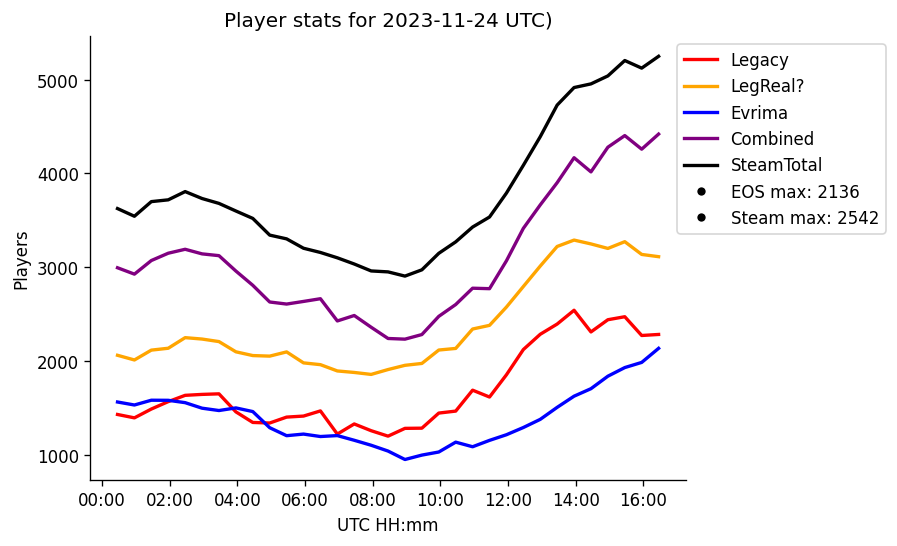 Player stats for 2023-11-24 UTC)
Legacy
LegReal?
Evrima
Combined
SteamTotal
EOS max: 2136
Steam max: 2542
Players
5000
4000
3000
2000
1000
00:00 02:00 04:00 06:00 08:00 10:00 12:00 14:00 16:00
UTC HH:mm